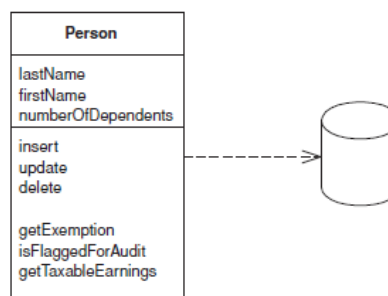 Person
lastName
firstName
numberOfDependents
insert
update
delete
getExemption
isFlaggedForAudit
getTaxableEarnings